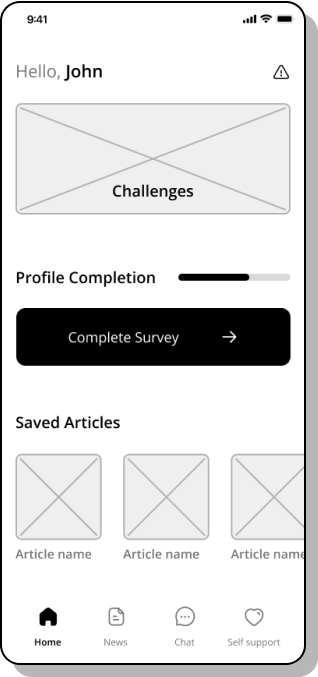 9:41
Hello, John
Challenges
Profile Completion
Complete Survey
Saved Articles
Article name Article name Article name
Home News Chat Self support